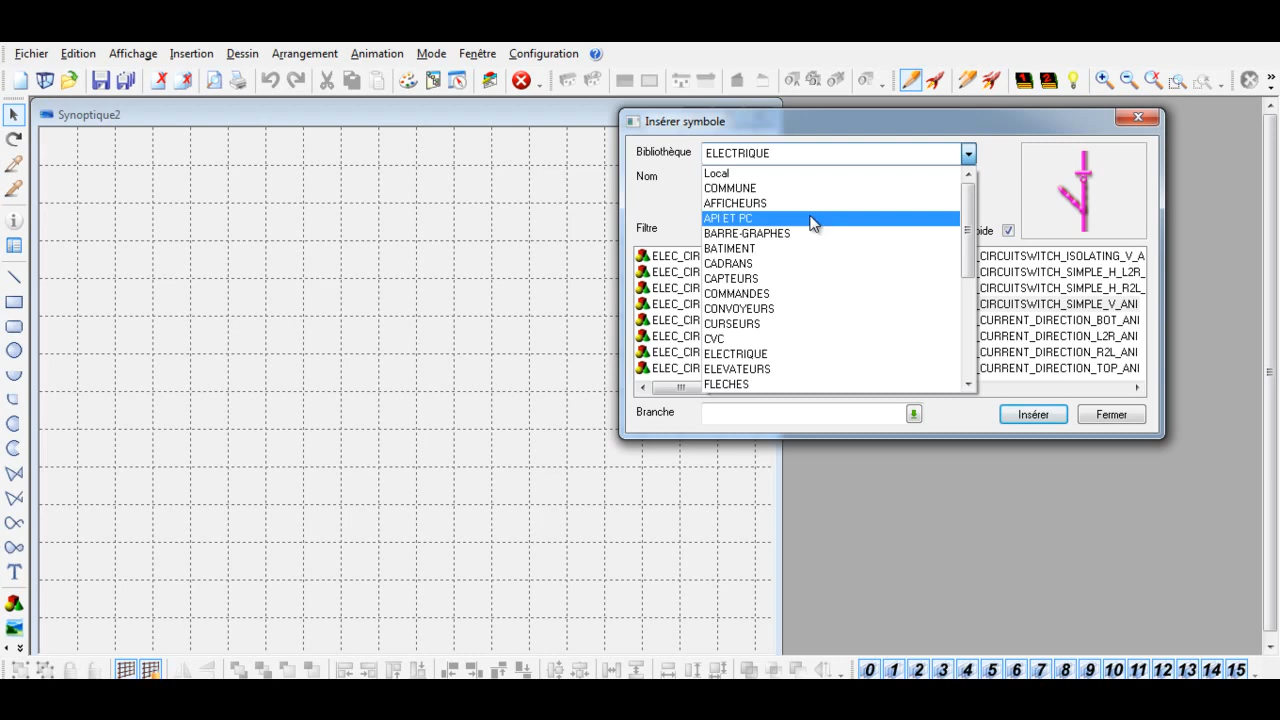 Fichier Edition Affichage Insertion Dessin Arrangement Animation Mode Fenêtre Configuration
Synoptique2
Insérer symbole
Bibliothèque ELECTRIQUE
Nom
Filtre
Local
COMMUNE
AFFICHEURS
API ET PC
BARRE-GRAPHES
BATIMENT
CADRANS
CAPTEURS
COMMANDES
CONVOYEURS
CURSEURS
CVC
ELECTRIQUE
ELEVATEURS
FLECHES
ELEC_CIR
ELEC_CIR
ELEC_CIR
ELEC_CIR
ELEC_CIR
ELEC_CIR
ELEC_CIR
ELEC_CIR
_CIRCUITSWITCH_ISOLATING_V_A
_CIRCUITSWITCH_SIMPLE_H_L2R_
_CIRCUITSWITCH_SIMPLE_H_R2L_
_CIRCUITSWITCH_SIMPLE_V_ANI
_CURRENT_DIRECTION_BOT_ANI
_CURRENT_DIRECTION_L2R_ANI
_CURRENT_DIRECTION_R2L_ANI
_CURRENT_DIRECTION_TOP_ANI
Branche
Insérer Fermer
0 1 2 3 4 5 6 7 8 9 10 11 12 13 14 15